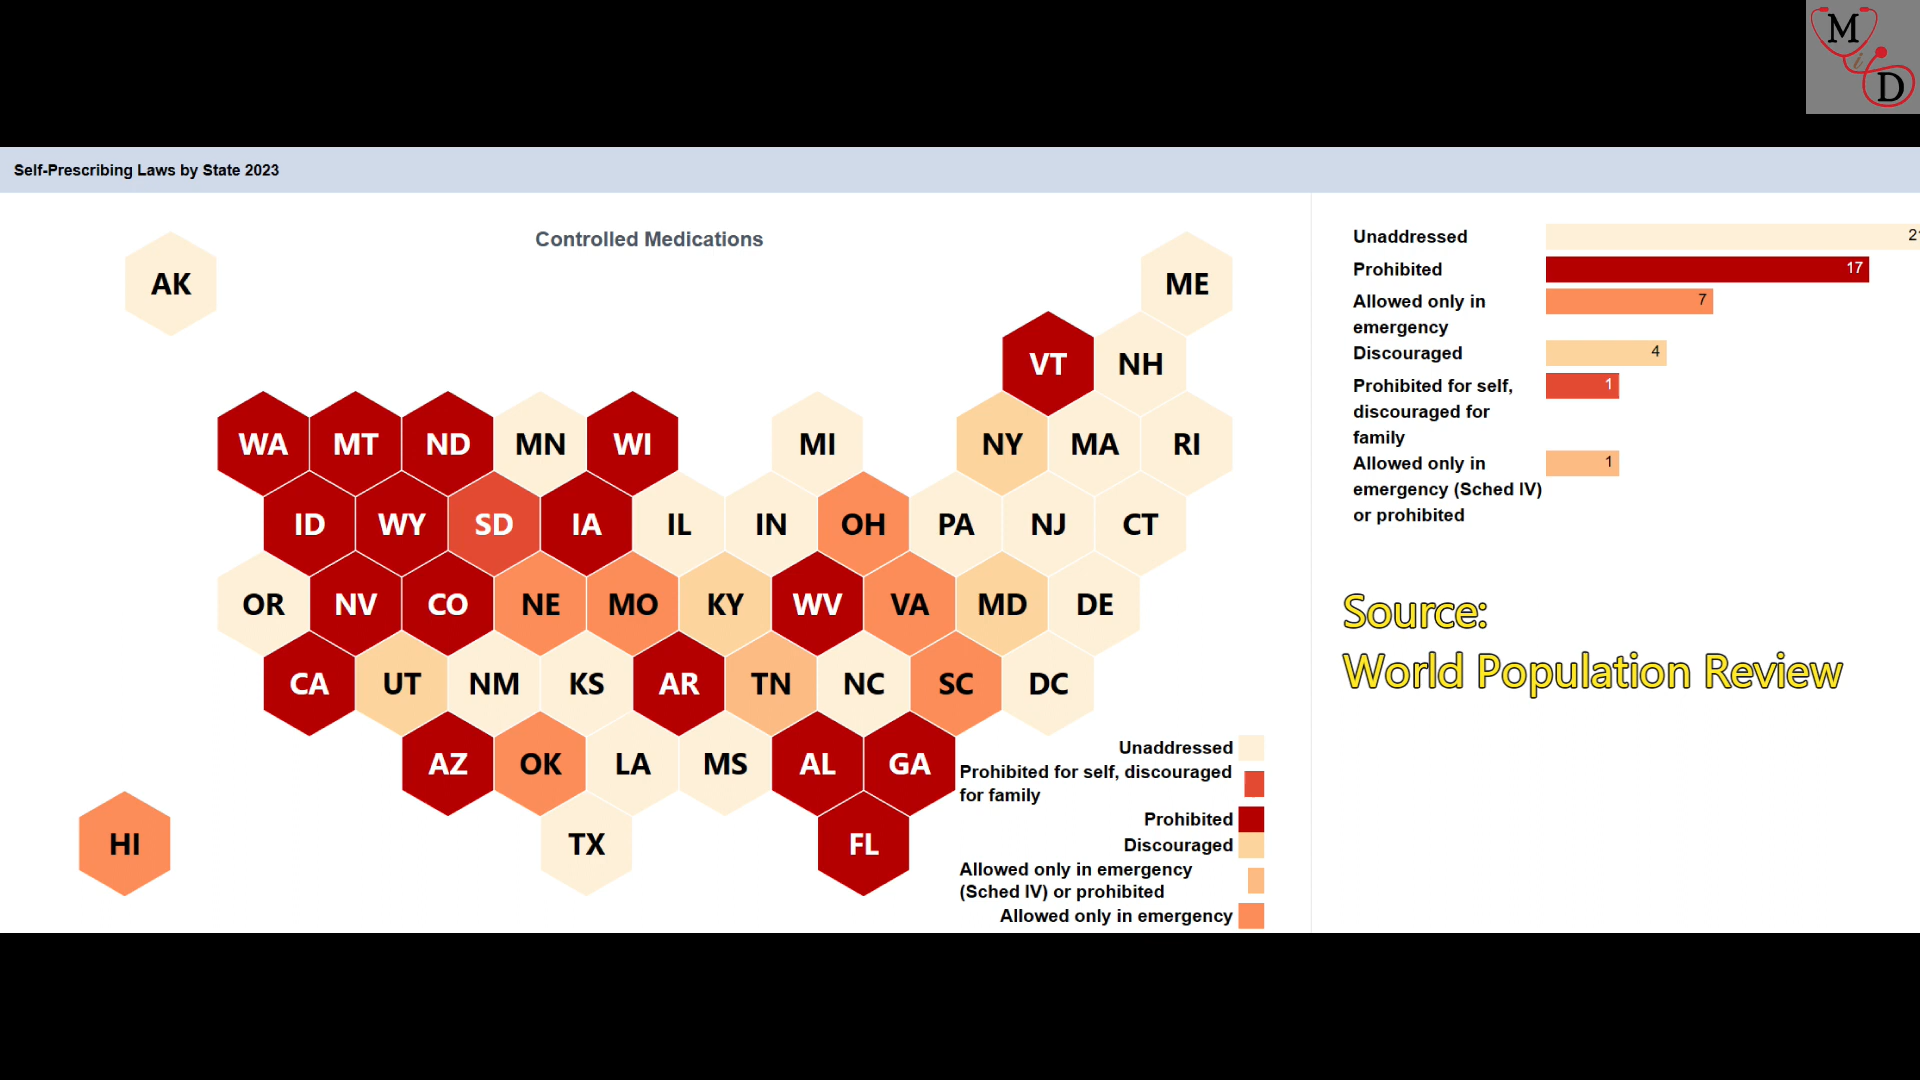 M
i
D
Self-Prescribing Laws by State 2023
Controlled Medications
AK
ME
VT NH
WA MT ND MN WI MI NY MA RI
ID WY SD IA IL IN OH PA NJ CT
OR NV CO NE MO KY WV VA MD DE
CA UT NM KS AR TN NC SC DC
AZ OK LA MS AL GA
HI TX FL
Unaddressed
Prohibited for self, discouraged
for family
Prohibited
Discouraged
Allowed only in emergency
(Sched IV) or prohibited
Allowed only in emergency
Unaddressed
Prohibited 17
Allowed only in 7
emergency
Discouraged 4
Prohibited for self, 1
discouraged for
family
Allowed only in 1
emergency (Sched IV)
or prohibited
Source:
World Population Review